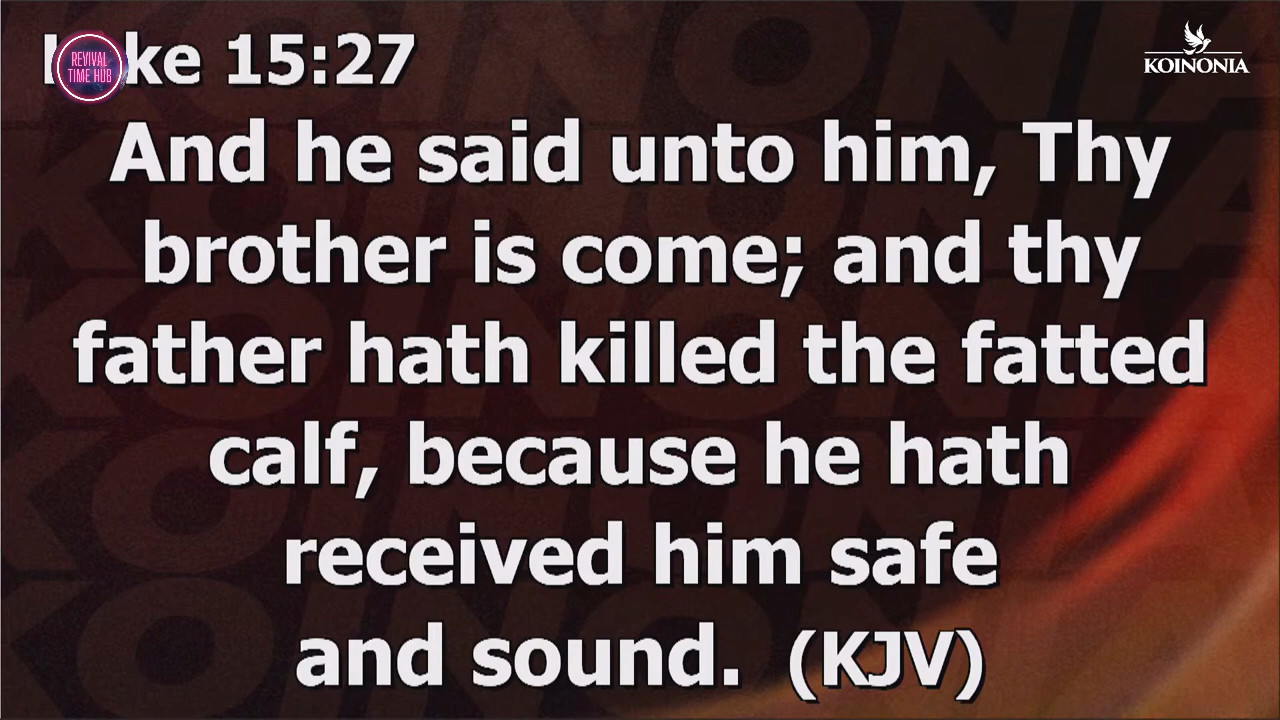 15:27
REVIVAL
TIME HUB
KOINONIA
And he said unto him, Thy
brother is come; and thy
father hath killed the fatted
calf, because he hath
received him safe
and sound. (KJV)